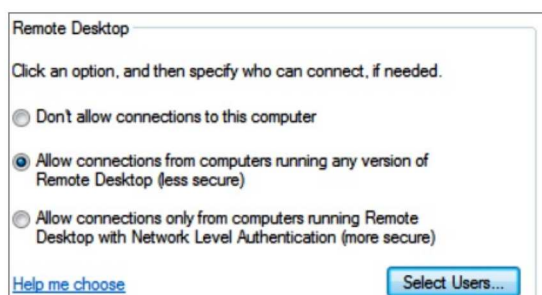 Remote Desktop
Click an option, and then specify who can connect, if needed.
Don't allow connections to this computer
Allow connections from computers running any version of
Remote Desktop (less secure)
Allow connections only from computers running Remote
Desktop with Network Level Authentication (more secure)
Help me choose
Select Users...